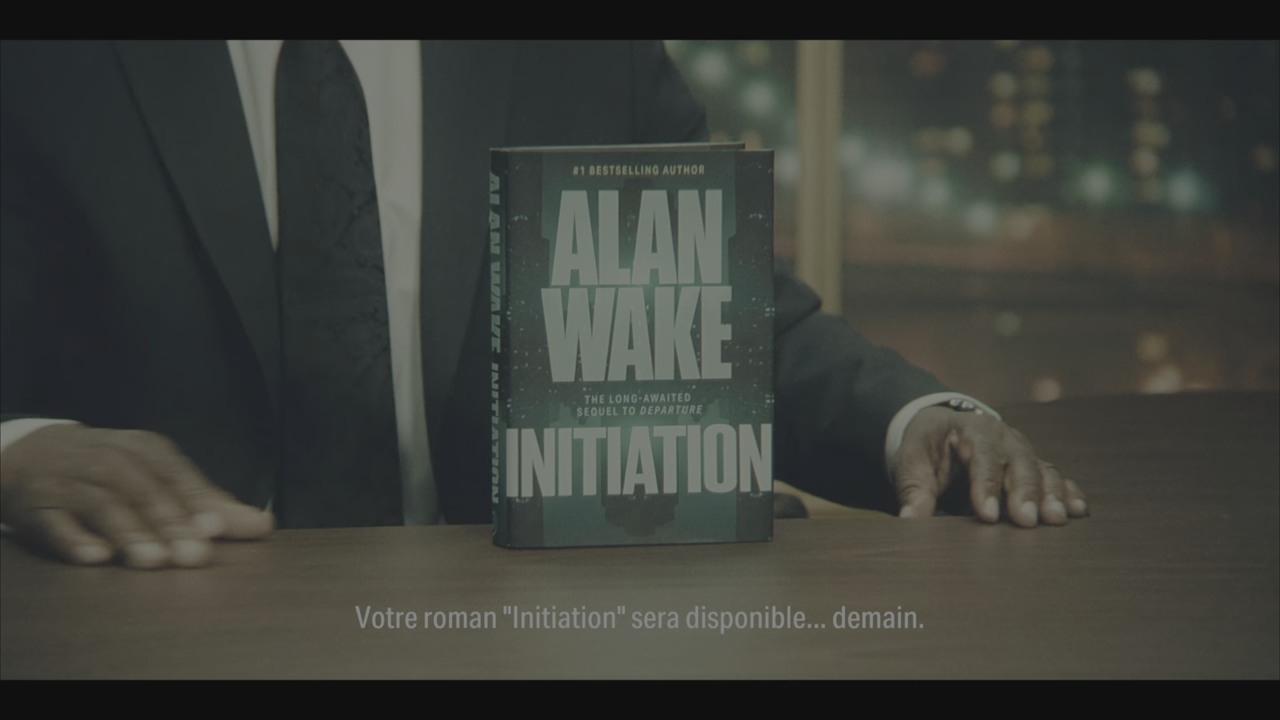 #1 BESTSELLING AUTHOR
ALAN
WAKE
THE LONG-AWAITED
SEQUEL TO DEPARTURE
INITIATION
ALAN WAKE INITIATION
Votre roman "Initiation" sera disponible... demain.